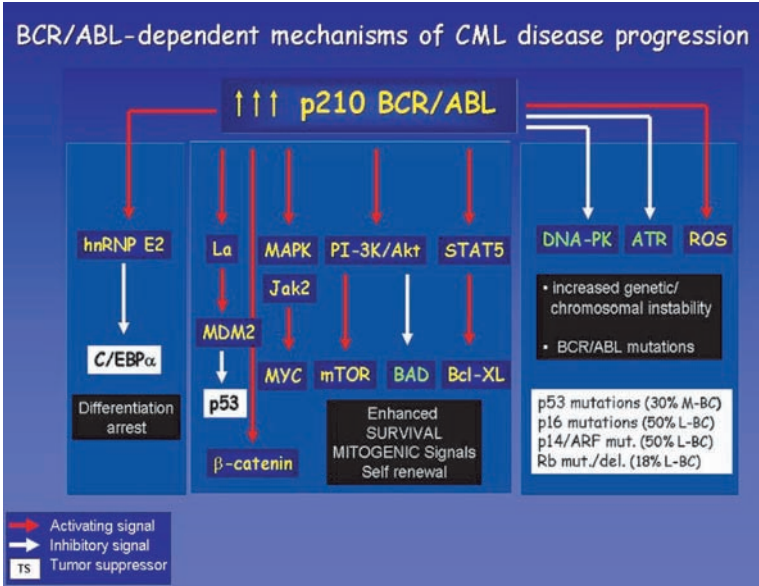 BCR/ABL-dependent mechanisms of CML disease progression
↑↑↑ p210 BCR/ABL
hnRNP E2
C/EBPα
Differentiation
arrest
La
MDM2
p53
β-catenin
MAPK
Jak2
MYC
PI-3K/Akt
mTOR
BAD
STAT5
Bcl-XL
Enhanced
SURVIVAL
MITOGENIC Signals
Self renewal
DNA-PK
ATR
ROS
• increased genetic/
chromosomal instability
• BCR/ABL mutations
p53 mutations (30% M-BC)
p16 mutations (50% L-BC)
p14/ARF mut. (50% L-BC)
Rb mut./del. (18% L-BC)
Activating signal
Inhibitory signal
TS Tumor suppressor